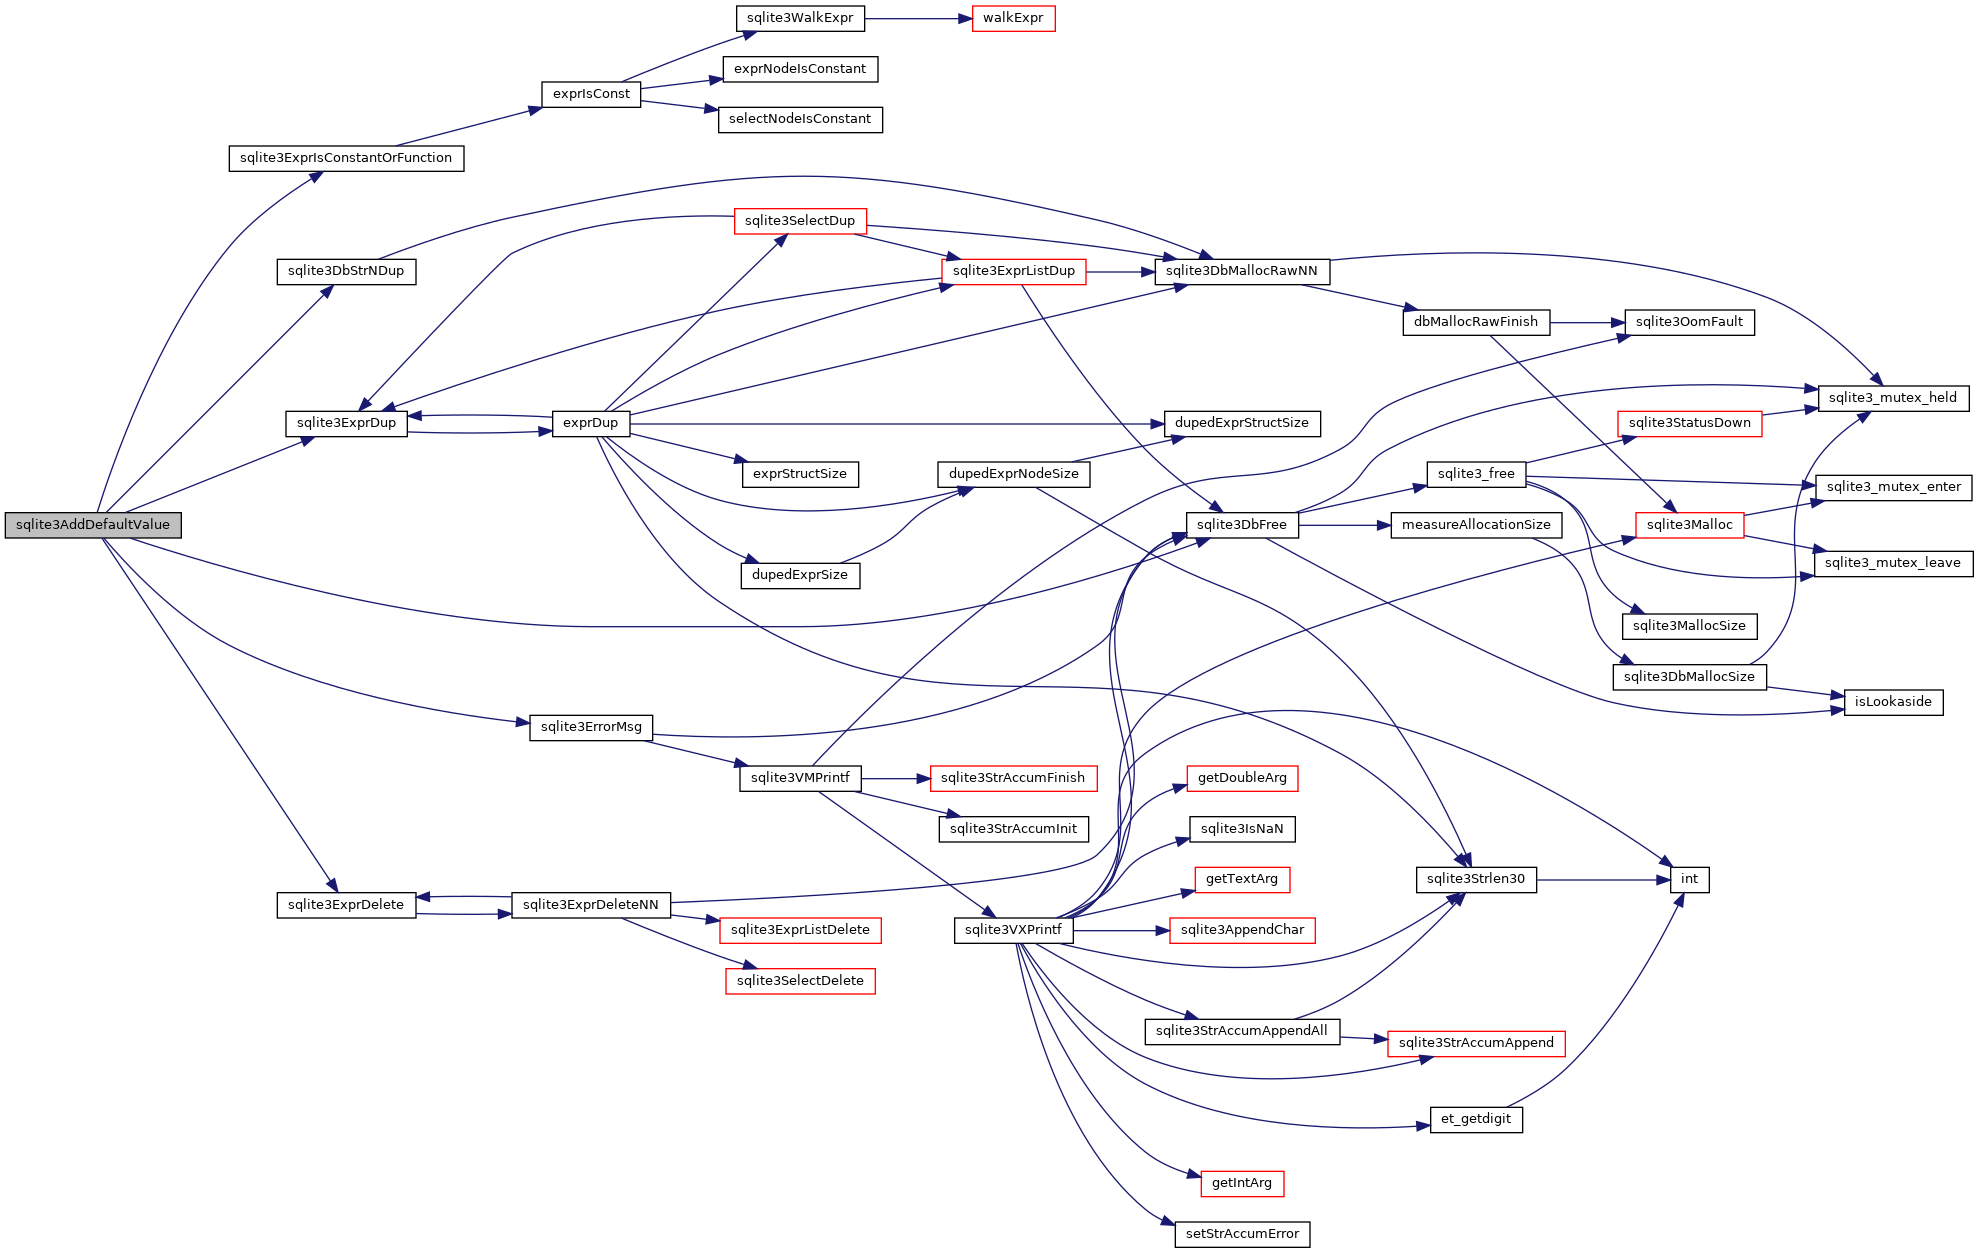 sqlite3WalkExpr
walkExpr
exprNodeIsConstant
exprIsConst
selectNodeIsConstant
sqlite3ExprIsConstantOrFunction
sqlite3SelectDup
sqlite3DbStrNDup
sqlite3ExprListDup
sqlite3DbMallocRawNN
dbMallocRawFinish
sqlite3OomFault
sqlite3_mutex_held
sqlite3ExprDup
exprDup
dupedExprStructSize
sqlite3StatusDown
exprStructSize
dupedExprNodeSize
sqlite3_free
sqlite3_mutex_enter
sqlite3AddDefaultValue
sqlite3DbFree
measureAllocationSize
sqlite3Malloc
sqlite3_mutex_leave
dupedExprSize
sqlite3MallocSize
sqlite3DbMallocSize
isLookaside
sqlite3ErrorMsg
sqlite3VMPrintf
sqlite3StrAccumFinish
getDoubleArg
sqlite3StrAccumInit
sqlite3IsNaN
getTextArg
sqlite3Strlen30
int
sqlite3ExprDelete
sqlite3ExprDeleteNN
sqlite3ExprListDelete
sqlite3VXPrintf
sqlite3AppendChar
sqlite3SelectDelete
sqlite3StrAccumAppendAll
sqlite3StrAccumAppend
et_getdigit
getIntArg
setStrAccumError